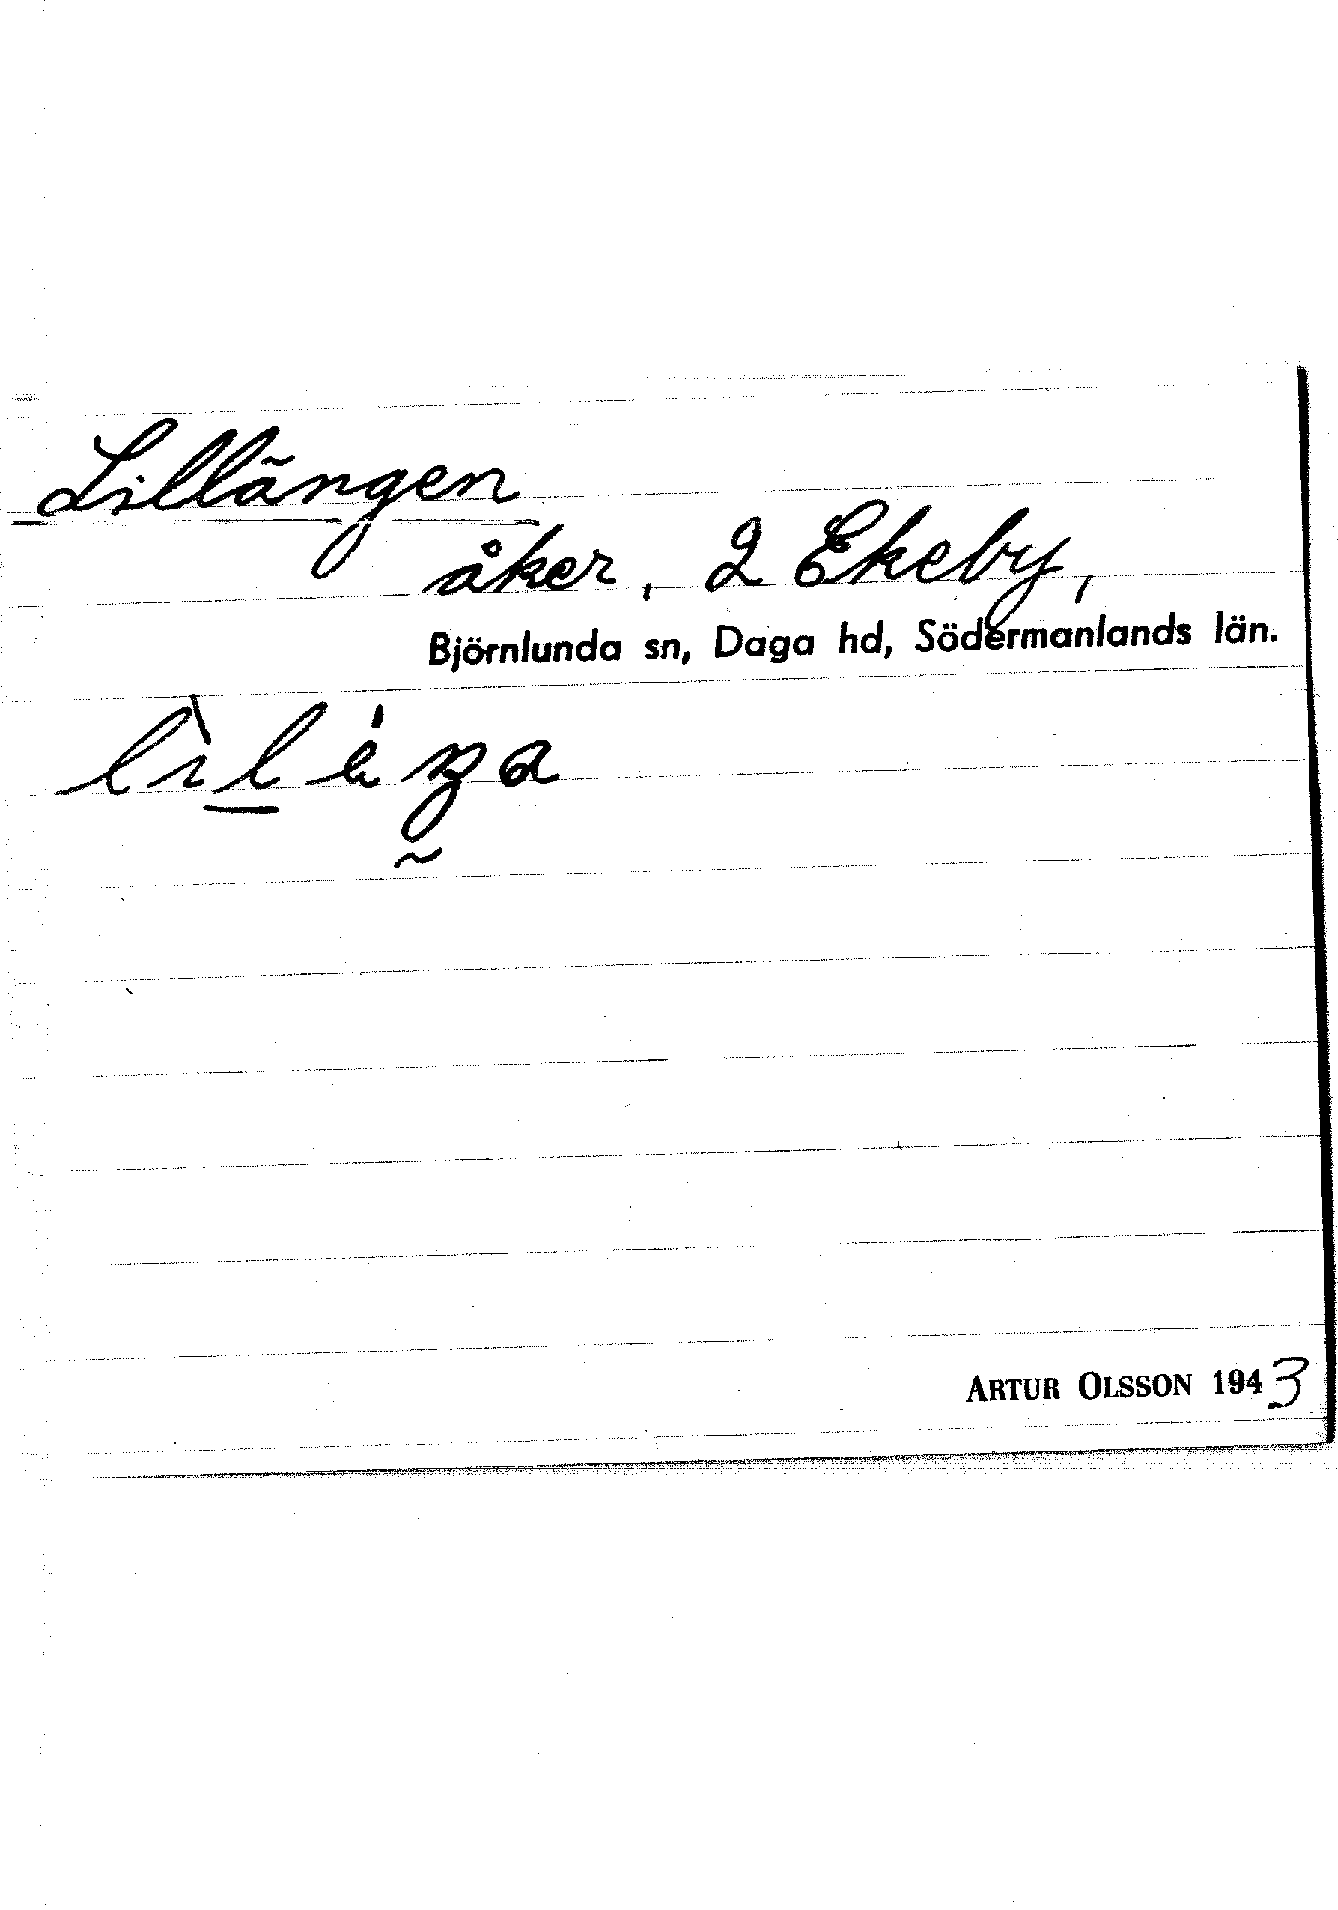 Lillängen
åker, 2 Ekeby,
Björnlunda sn, Daga hd, Södermanlands län.
ARTUR OLSSON 1943